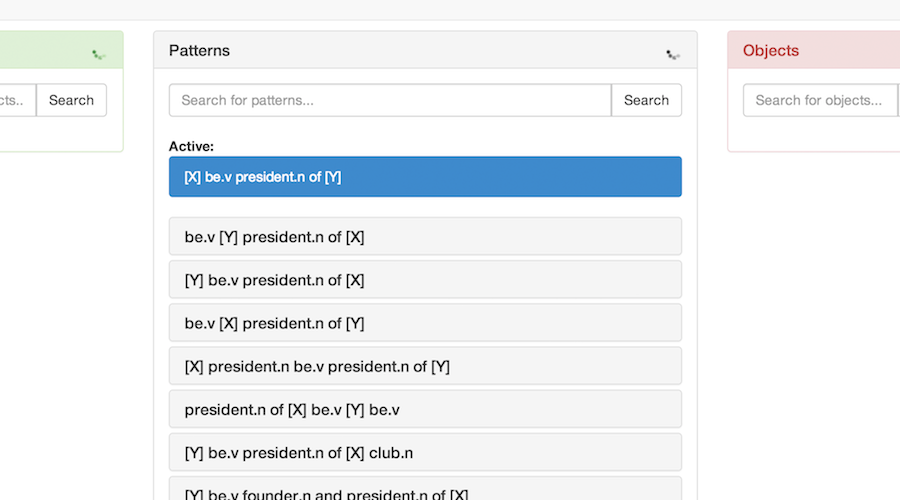 Patterns
Objects
cts..
Search
Search for patterns...
Search
Search for objects...
Active:
[X] be.v president.n of [Y]
be.v [Y] president.n of [X]
[Y] be.v president.n of [X]
be.v [X] president.n of [Y]
[X] president.n be.v president.n of [Y]
president.n of [X] be.v [Y] be.v
[Y] be.v president.n of [X] club.n
[Y] be.v founder.n and president.n of [X]